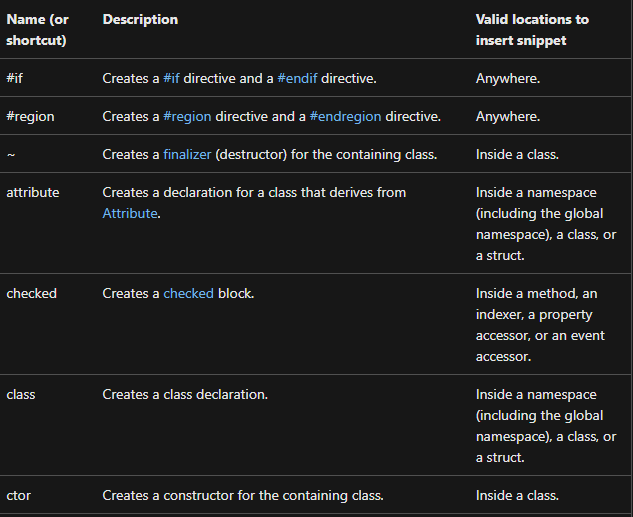 Name (or
shortcut)
Description
Valid locations to
insert snippet
#if
Creates a #if directive and a #endif directive.
Anywhere.
#region
Creates a #region directive and a #endregion directive.
Anywhere.
~
Creates a finalizer (destructor) for the containing class.
Inside a class.
attribute
Creates a declaration for a class that derives from
Attribute.
Inside a namespace
(including the global
namespace), a class, or
a struct.
checked
Creates a checked block.
Inside a method, an
indexer, a property
accessor, or an event
accessor.
class
Creates a class declaration.
Inside a namespace
(including the global
namespace), a class, or
a struct.
ctor
Creates a constructor for the containing class.
Inside a class.